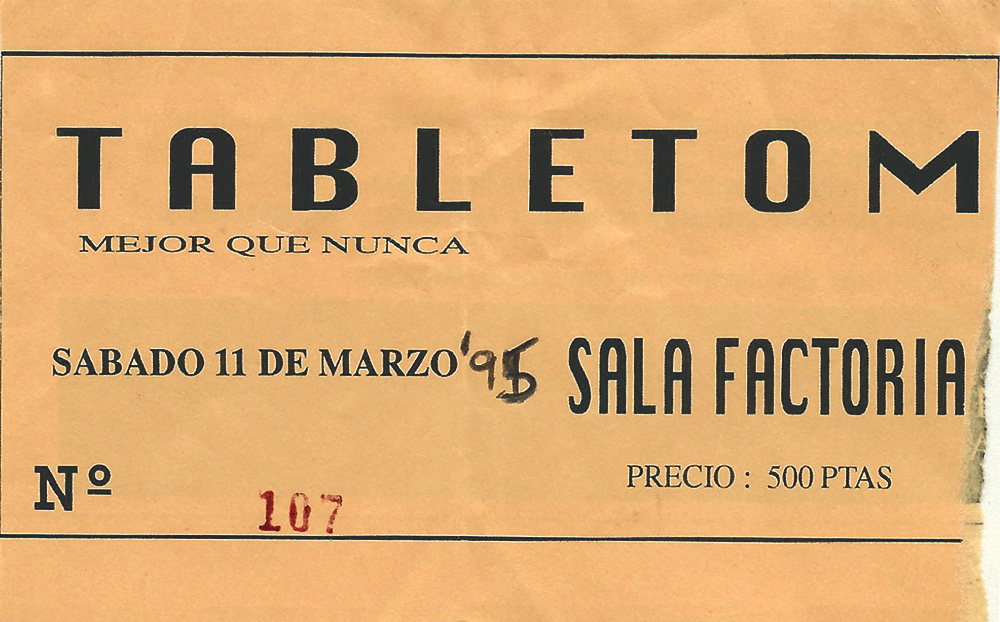 TABLETOM
MEJOR QUE NUNCA
SABADO 11 DE MARZO '95 SALA FACTORIA
PRECIO : 500 PTAS
Nº 107